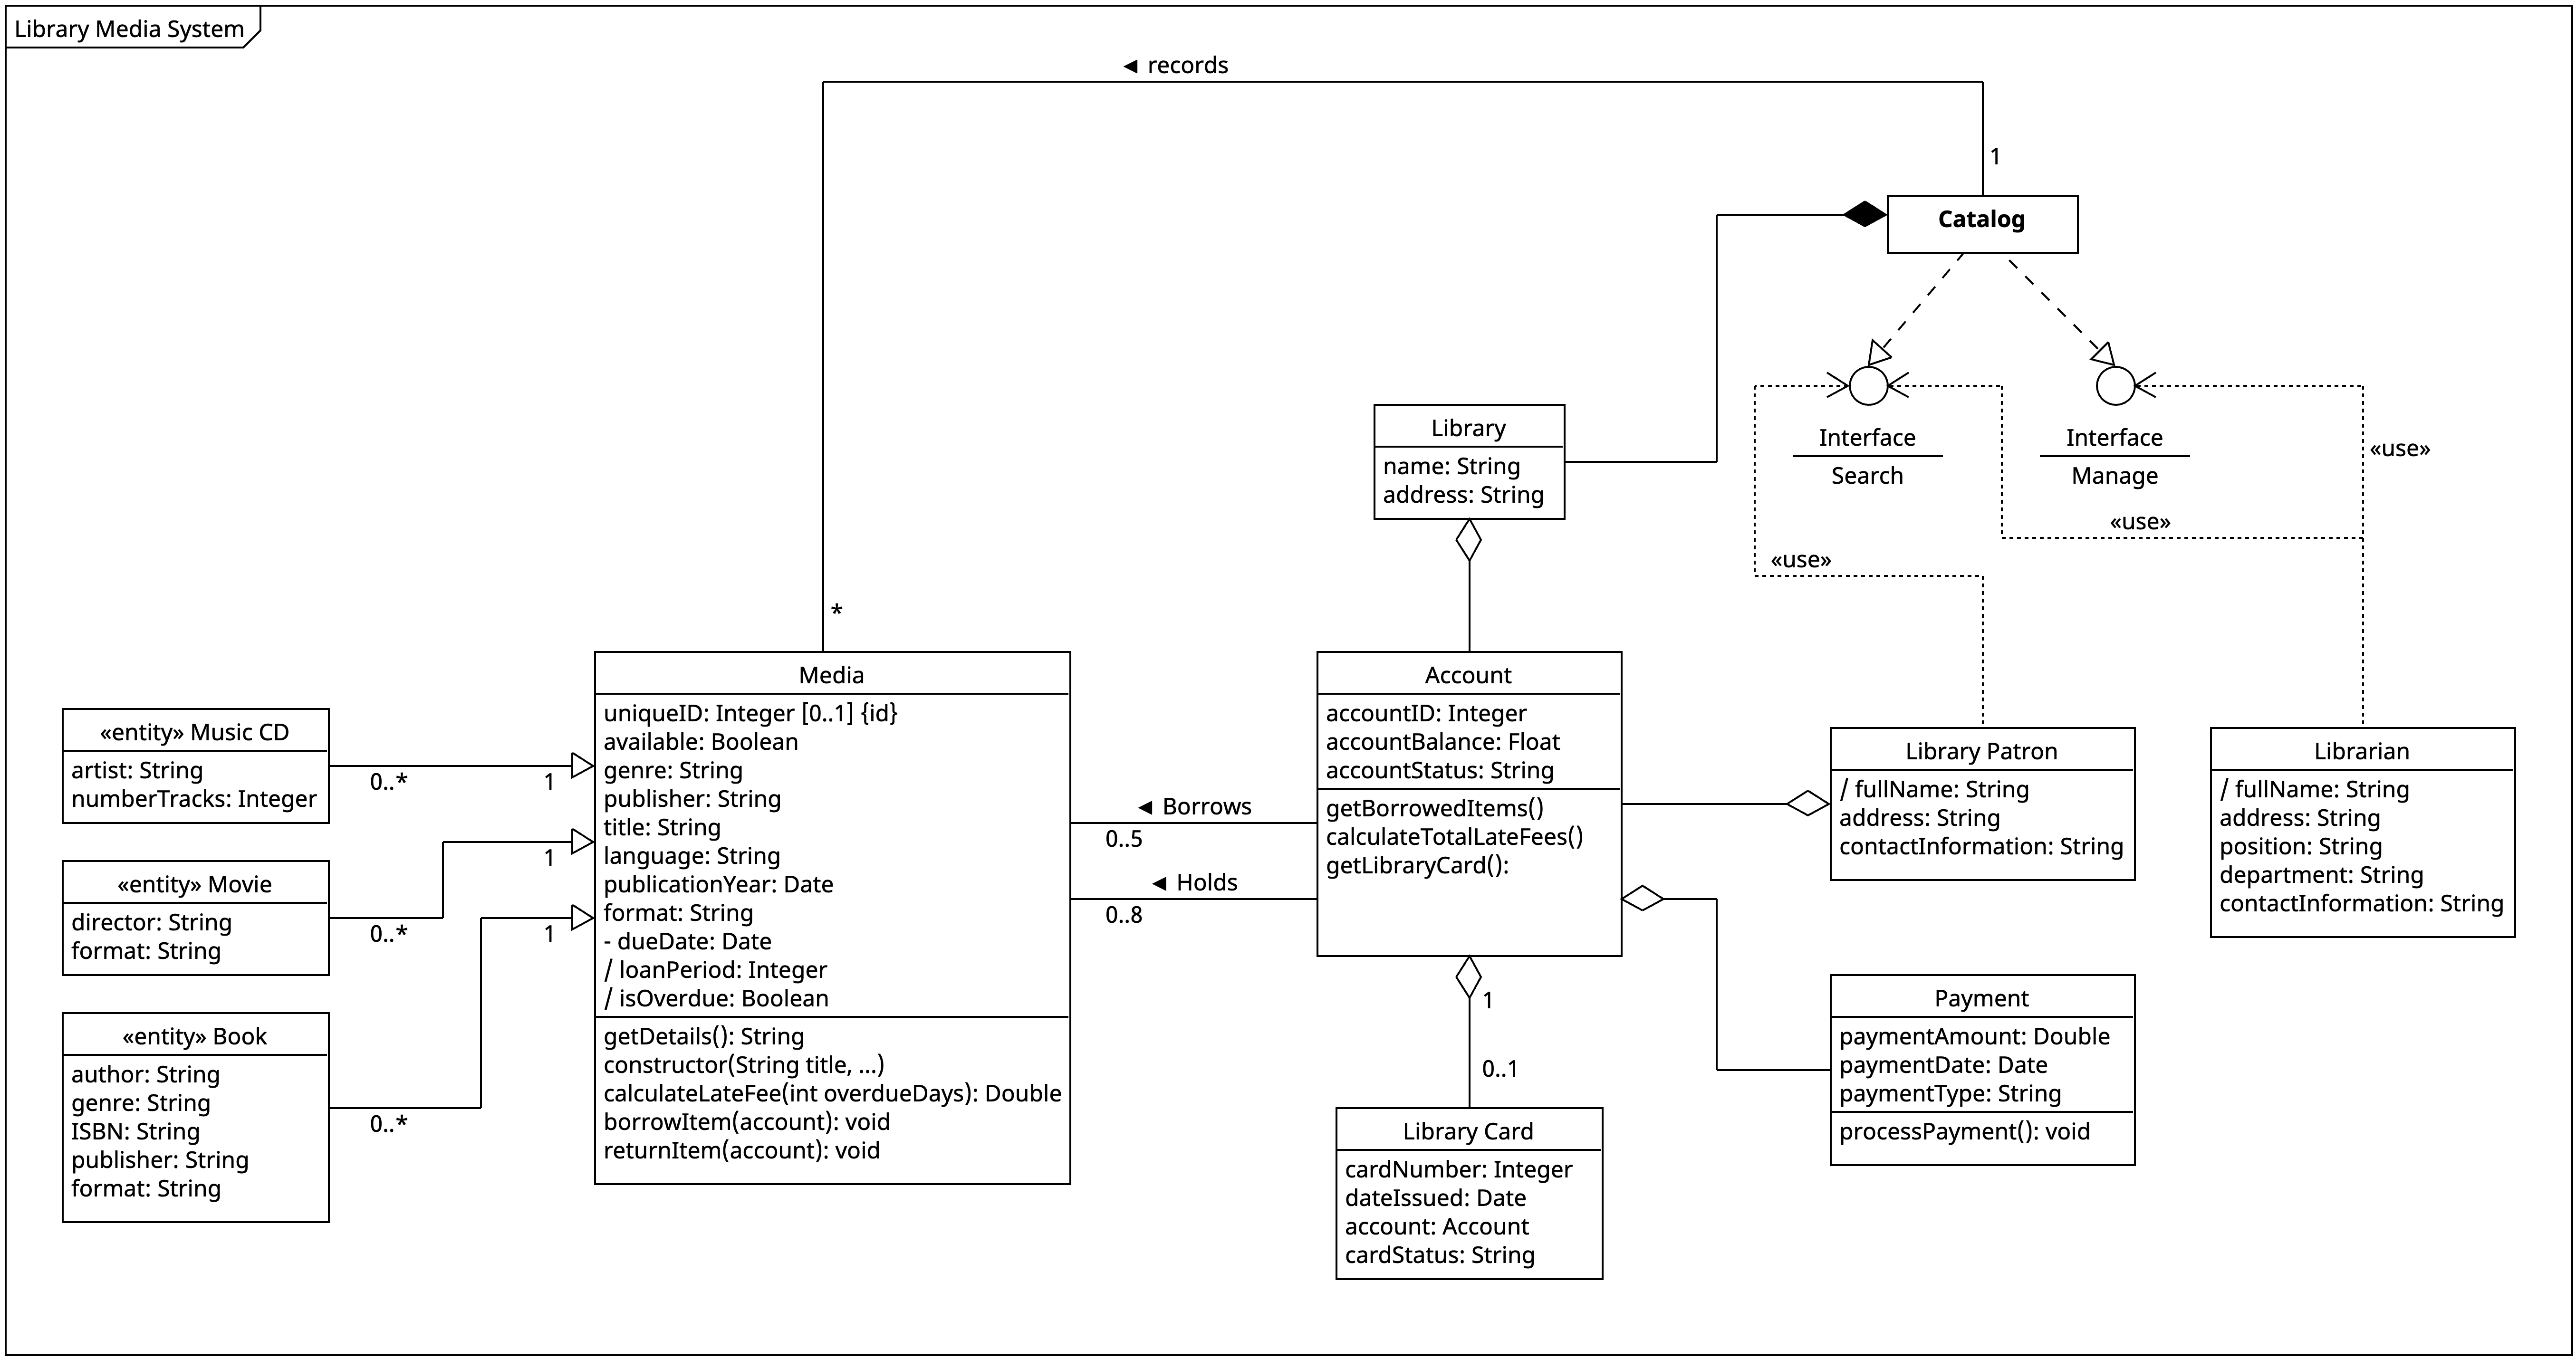 Library Media System
◄ records
1
Catalog
Library
name: String
address: String
Interface
Search
Interface
Manage
«use»
«use»
«use»
*
Media
uniqueID: Integer [0..1] {id}
available: Boolean
genre: String
publisher: String
title: String
language: String
publicationYear: Date
format: String
- dueDate: Date
/ loanPeriod: Integer
/ isOverdue: Boolean
getDetails(): String
constructor(String title, ...)
calculateLateFee(int overdueDays): Double
borrowItem(account): void
returnItem(account): void
«entity» Music CD
artist: String
numberTracks: Integer
0..*
1
«entity» Movie
director: String
format: String
0..*
1
«entity» Book
author: String
genre: String
ISBN: String
publisher: String
format: String
0..*
1
◄ Borrows
0..5
◄ Holds
0..8
Account
accountID: Integer
accountBalance: Float
accountStatus: String
getBorrowedItems()
calculateTotalLateFees()
getLibraryCard():
1
0..1
Library Card
cardNumber: Integer
dateIssued: Date
account: Account
cardStatus: String
Library Patron
/ fullName: String
address: String
contactInformation: String
Librarian
/ fullName: String
address: String
position: String
department: String
contactInformation: String
Payment
paymentAmount: Double
paymentDate: Date
paymentType: String
processPayment(): void